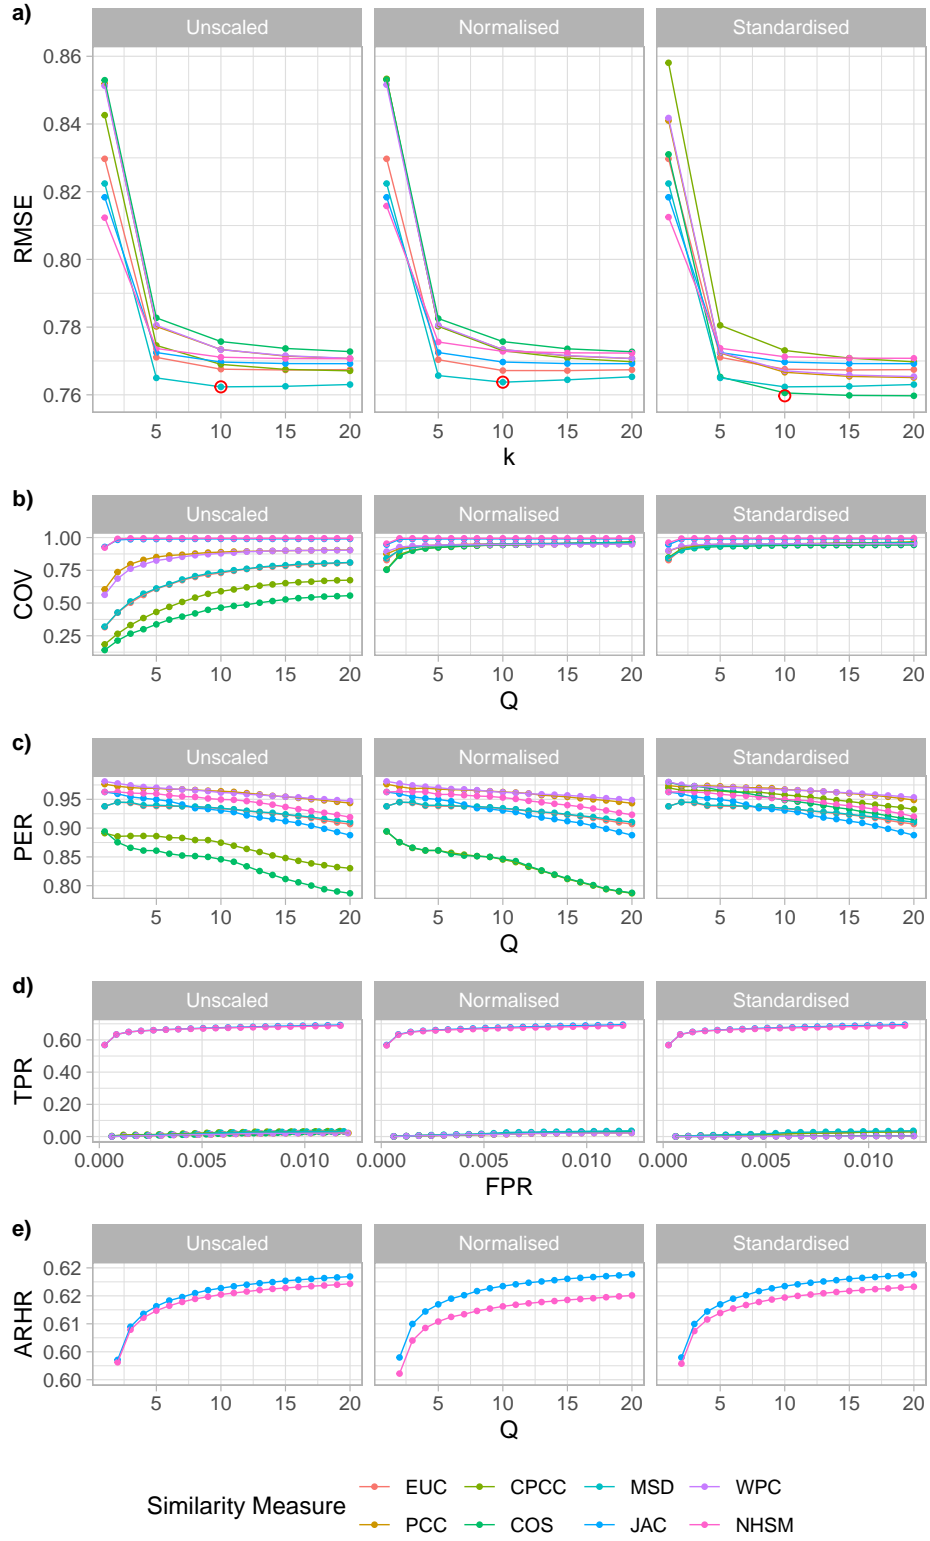 a)
Unscaled Normalised Standardised
0.86
0.84
0.82
0.80
0.78
0.76
RMSE
5 10 15 20 5 10 15 20 5 10 15 20
k
b)
Unscaled Normalised Standardised
1.00
0.75
0.50
0.25
COV
5 10 15 20 5 10 15 20 5 10 15 20
Q
c)
Unscaled Normalised Standardised
0.95
0.90
0.85
0.80
PER
5 10 15 20 5 10 15 20 5 10 15 20
Q
d)
Unscaled Normalised Standardised
0.60
0.40
0.20
0.00
TPR
0.000 0.005 0.010 0.000 0.005 0.010 0.000 0.005 0.010
FPR
e)
Unscaled Normalised Standardised
0.62
0.62
0.61
0.60
0.60
ARHR
5 10 15 20 5 10 15 20 5 10 15 20
Q
Similarity Measure
EUC CPCC MSD WPC
PCC COS JAC NHSM